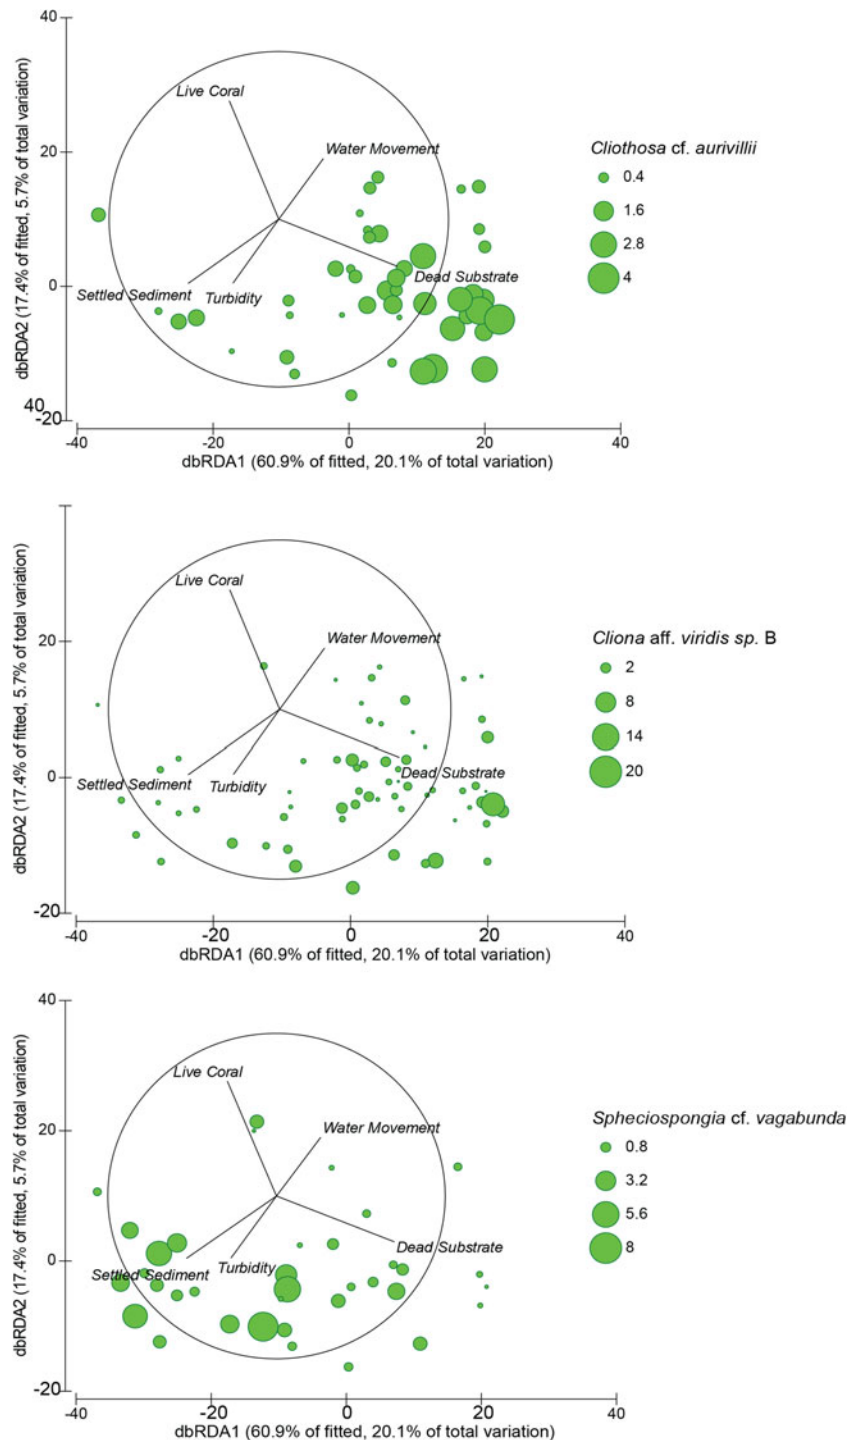 40
20
0
40
-20
-40
-20
0
20
40
dbRDA2 (17.4% of fitted, 5.7% of total variation)
dbRDA1 (60.9% of fitted, 20.1% of total variation)
Live Coral
Water Movement
Settled Sediment
Turbidity
Dead Substrate
Cliothosa cf. aurivillii
0.4
1.6
2.8
4
20
0
-20
-40
-20
0
20
40
dbRDA2 (17.4% of fitted, 5.7% of total variation)
dbRDA1 (60.9% of fitted, 20.1% of total variation)
Live Coral
Water Movement
Settled Sediment
Turbidity
Dead Substrate
Cliona aff. viridis sp. B
2
8
14
20
40
20
0
-20
-40
-20
0
20
40
dbRDA2 (17.4% of fitted, 5.7% of total variation)
dbRDA1 (60.9% of fitted, 20.1% of total variation)
Live Coral
Water Movement
Settled Sediment
Turbidity
Dead Substrate
Spheciospongia cf. vagabunda
0.8
3.2
5.6
8